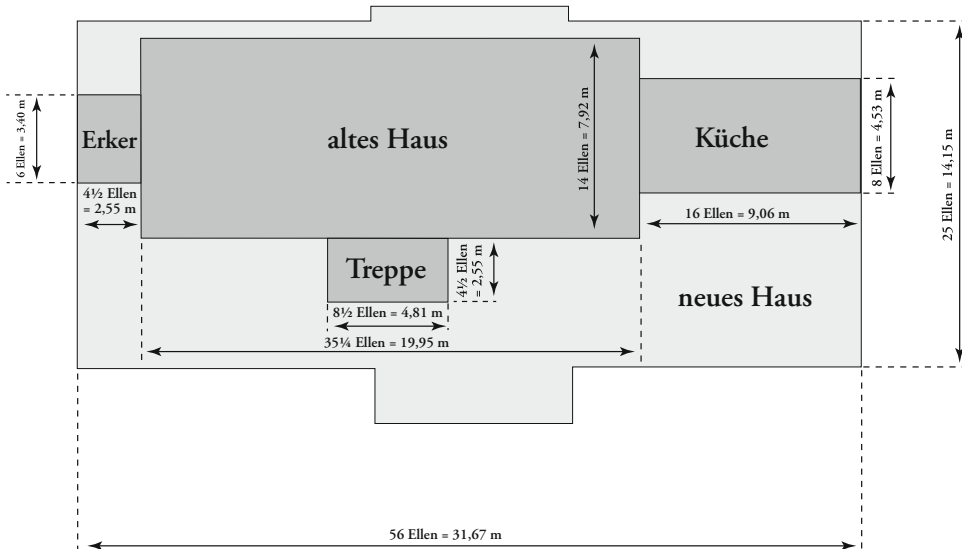 6 Ellen = 3,40 m
Erker
altes Haus
14 Ellen = 7,92 m
Küche
8 Ellen = 4,53 m
25 Ellen = 14,15 m
4½ Ellen
= 2,55 m
16 Ellen = 9,06 m
Treppe
4½ Ellen
= 2,55 m
neues Haus
8½ Ellen = 4,81 m
35¼ Ellen = 19,95 m
56 Ellen = 31,67 m